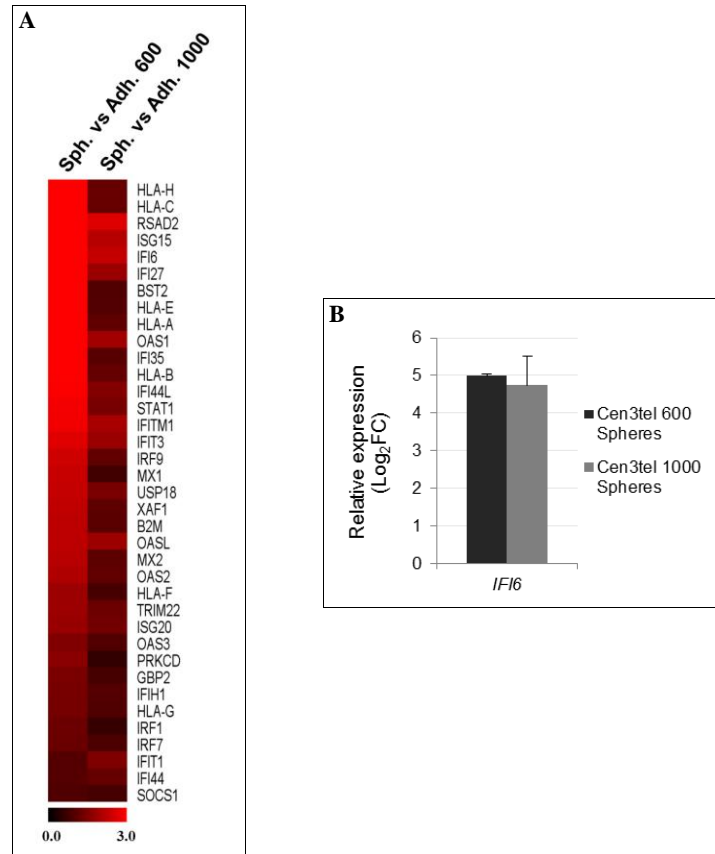 A
Sph. vs Adh. 600
Sph. vs Adh. 1000
HLA-H
HLA-C
RSAD2
ISG15
IFI6
IFI27
BST2
HLA-E
HLA-A
OAS1
IFI35
HLA-B
IFI44L
STAT1
IFITM1
IFIT3
IRF9
MX1
USP18
XAF1
B2M
OASL
MX2
OAS2
HLA-F
TRIM22
ISG20
OAS3
PRKCD
GBP2
IFIH1
HLA-G
IRF1
IRF7
IFIT1
IFI44
SOCS1
0.0 3.0
B
Relative expression
(Log2FC)
6
5
4
3
2
1
0
IFI6
Cen3tel 600
Spheres
Cen3tel 1000
Spheres